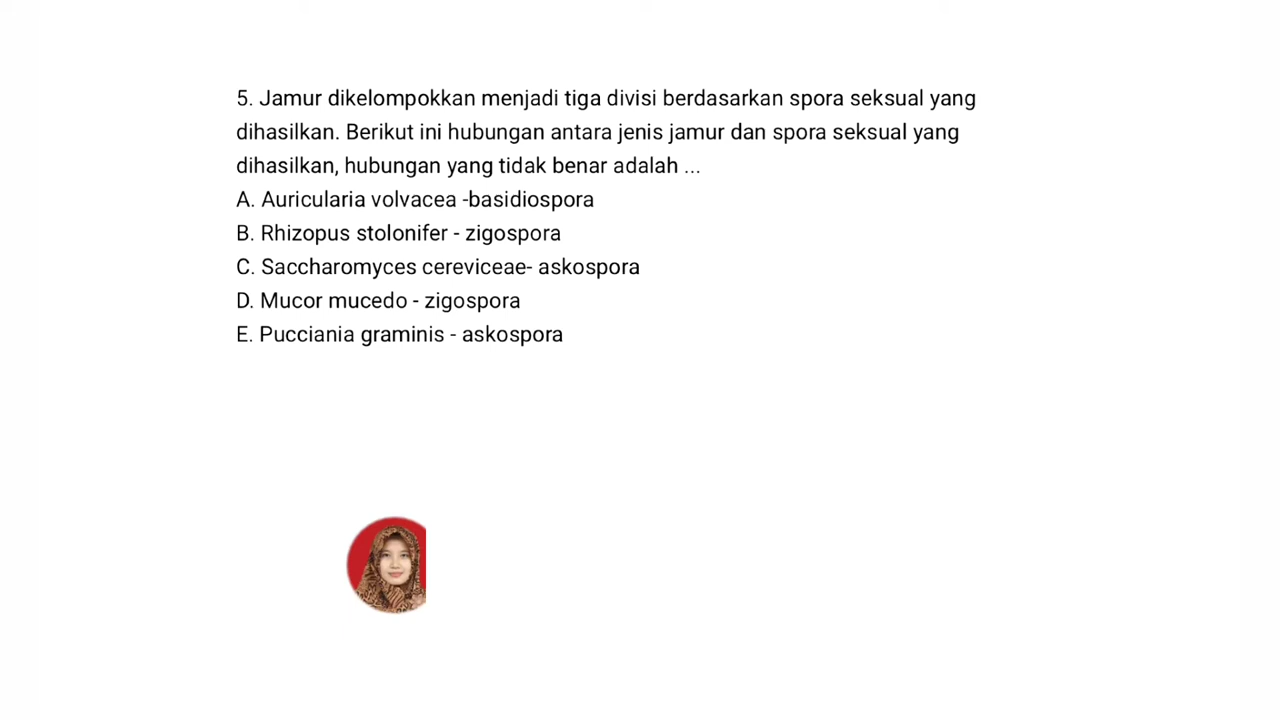 5. Jamur dikelompokkan menjadi tiga divisi berdasarkan spora seksual yang
dihasilkan. Berikut ini hubungan antara jenis jamur dan spora seksual yang
dihasilkan, hubungan yang tidak benar adalah ...
A. Auricularia volvacea -basidiospora
B. Rhizopus stolonifer - zigospora
C. Saccharomyces cereviceae- askospora
D. Mucor mucedo - zigospora
E. Pucciania graminis - askospora